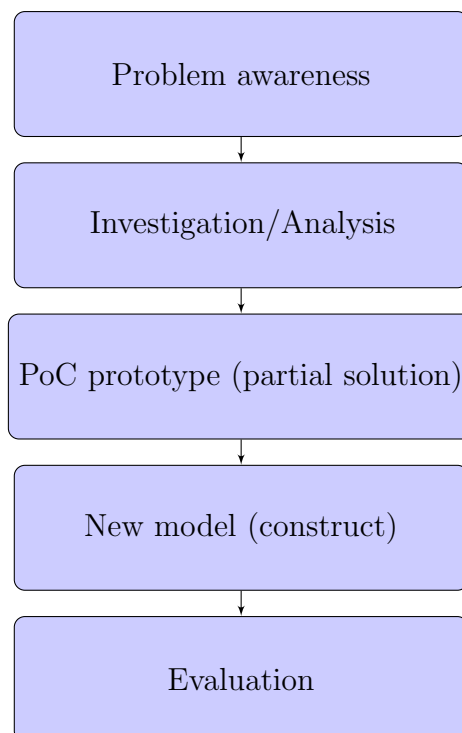 Problem awareness
Investigation/Analysis
PoC prototype (partial solution)
New model (construct)
Evaluation